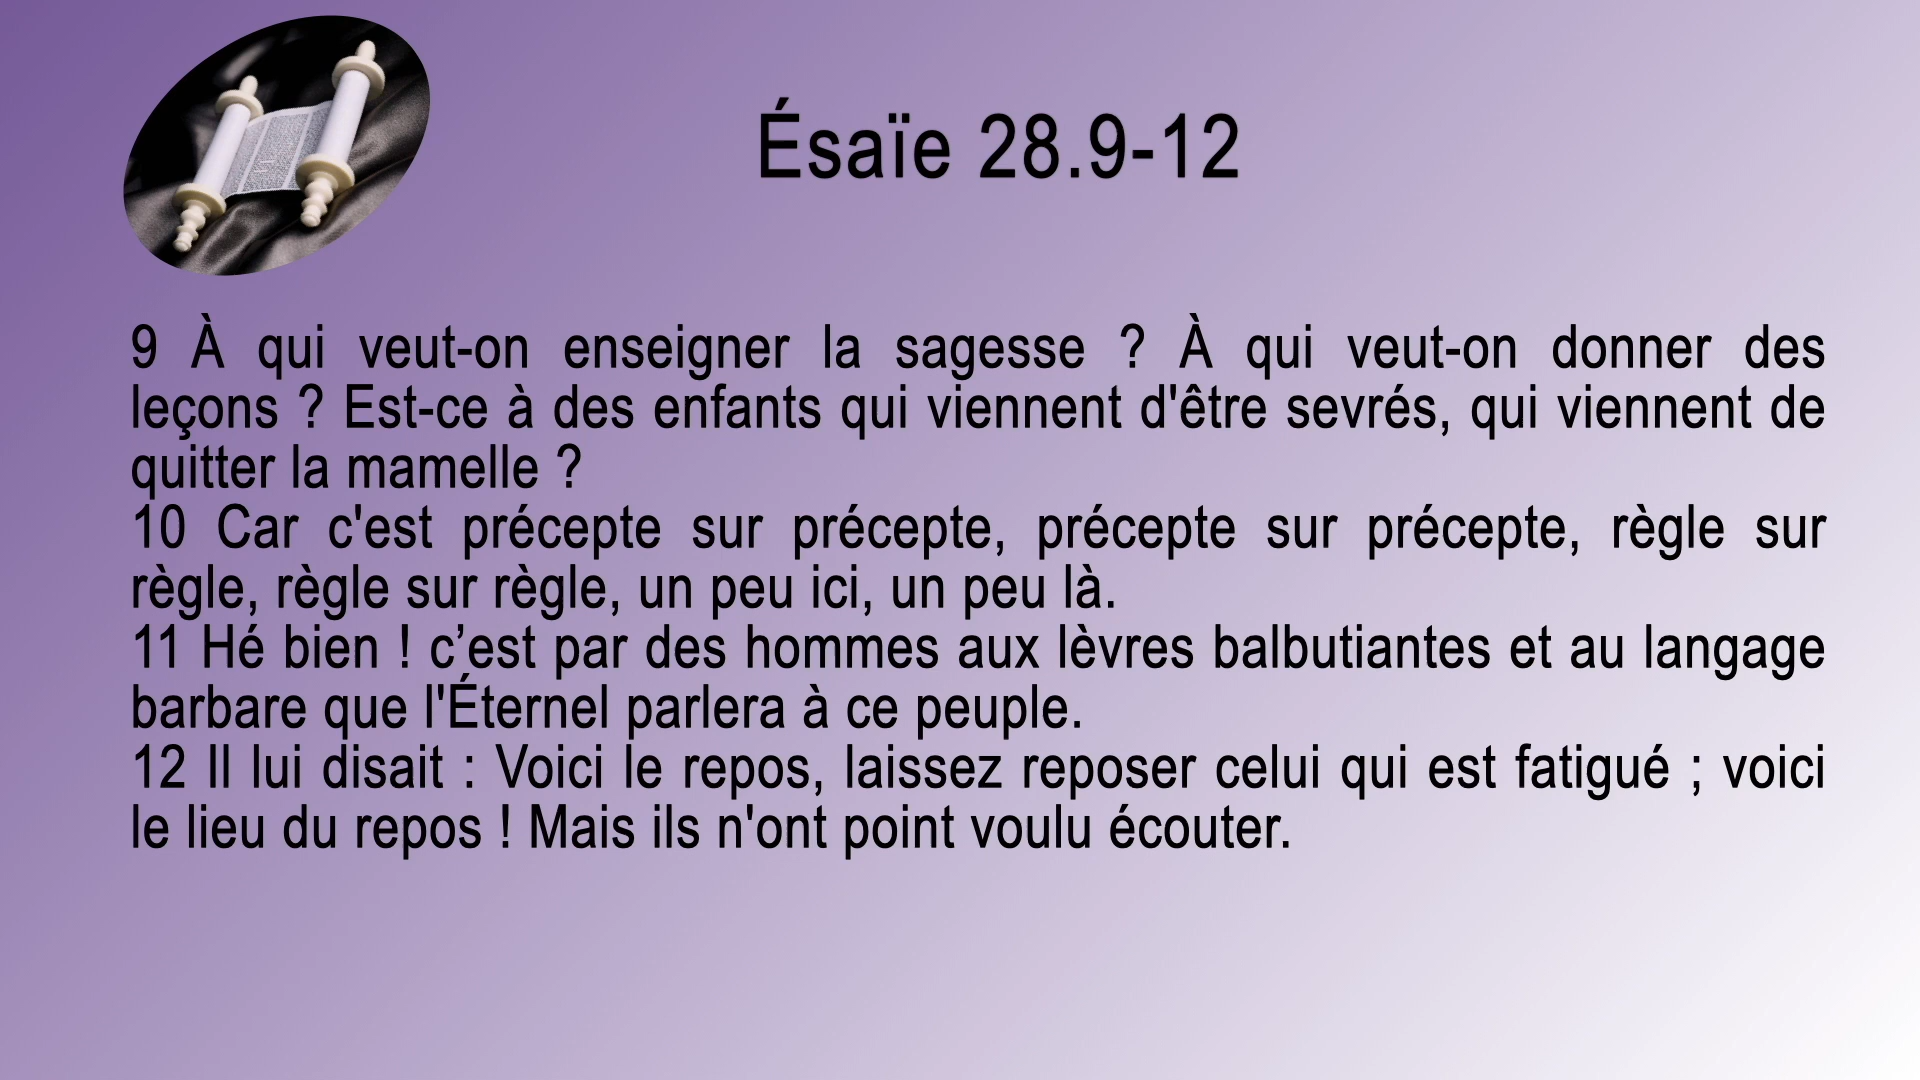 Ésaïe 28.9-12
9 À qui veut-on enseigner la sagesse ? À qui veut-on donner des
leçons ? Est-ce à des enfants qui viennent d'être sevrés, qui viennent de
quitter la mamelle ?
10 Car c'est précepte sur précepte, précepte sur précepte, règle sur
règle, règle sur règle, un peu ici, un peu là.
11 Hé bien ! c’est par des hommes aux lèvres balbutiantes et au langage
barbare que l'Éternel parlera à ce peuple.
12 Il lui disait : Voici le repos, laissez reposer celui qui est fatigué ; voici
le lieu du repos ! Mais ils n'ont point voulu écouter.